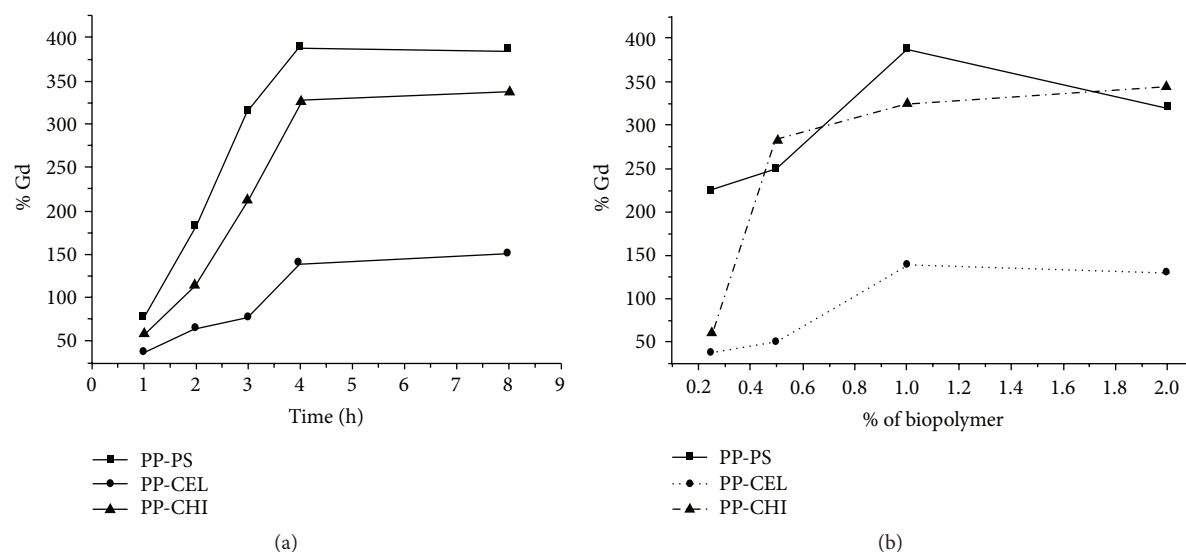 400
350
300
250
200
150
100
50
% Gd
0 1 2 3 4 5 6 7 8 9
Time (h)
PP-PS
PP-CEL
PP-CHI
(a)
400
350
300
250
200
150
100
50
% Gd
0.2 0.4 0.6 0.8 1.0 1.2 1.4 1.6 1.8 2.0
% of biopolymer
PP-PS
PP-CEL
PP-CHI
(b)